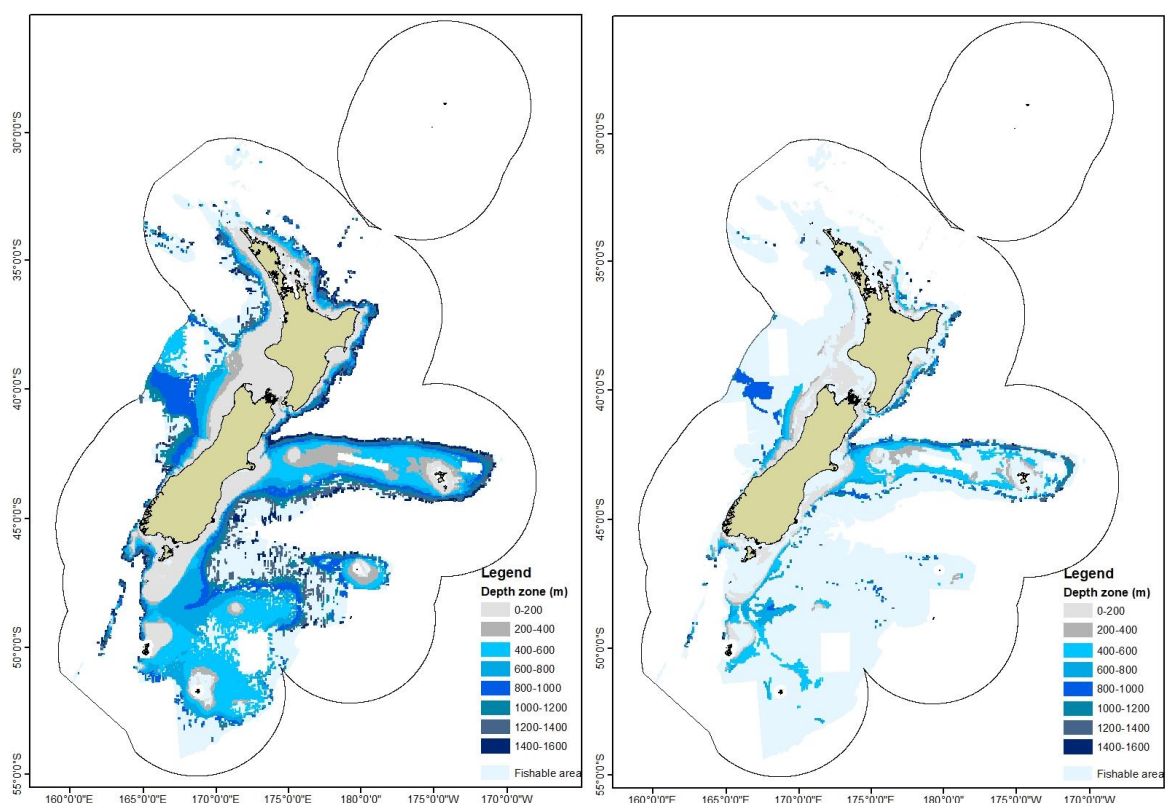 30°0'0"S
35°0'0"S
40°0'0"S
45°0'0"S
50°0'0"S
55°0'0"S
Legend
Depth zone (m)
0-200
200-400
400-600
600-800
800-1000
1000-1200
1200-1400
1400-1600
Fishable area
160°0'0"E 165°0'0"E 170°0'0"E 175°0'0"E 180°0'0" 175°0'0"W 170°0'0"W
30°0'0"S
35°0'0"S
40°0'0"S
45°0'0"S
50°0'0"S
55°0'0"S
Legend
Depth zone (m)
0-200
200-400
400-600
600-800
800-1000
1000-1200
1200-1400
1400-1600
Fishable area
160°0'0"E 165°0'0"E 170°0'0"E 175°0'0"E 180°0'0" 175°0'0"W 170°0'0"W